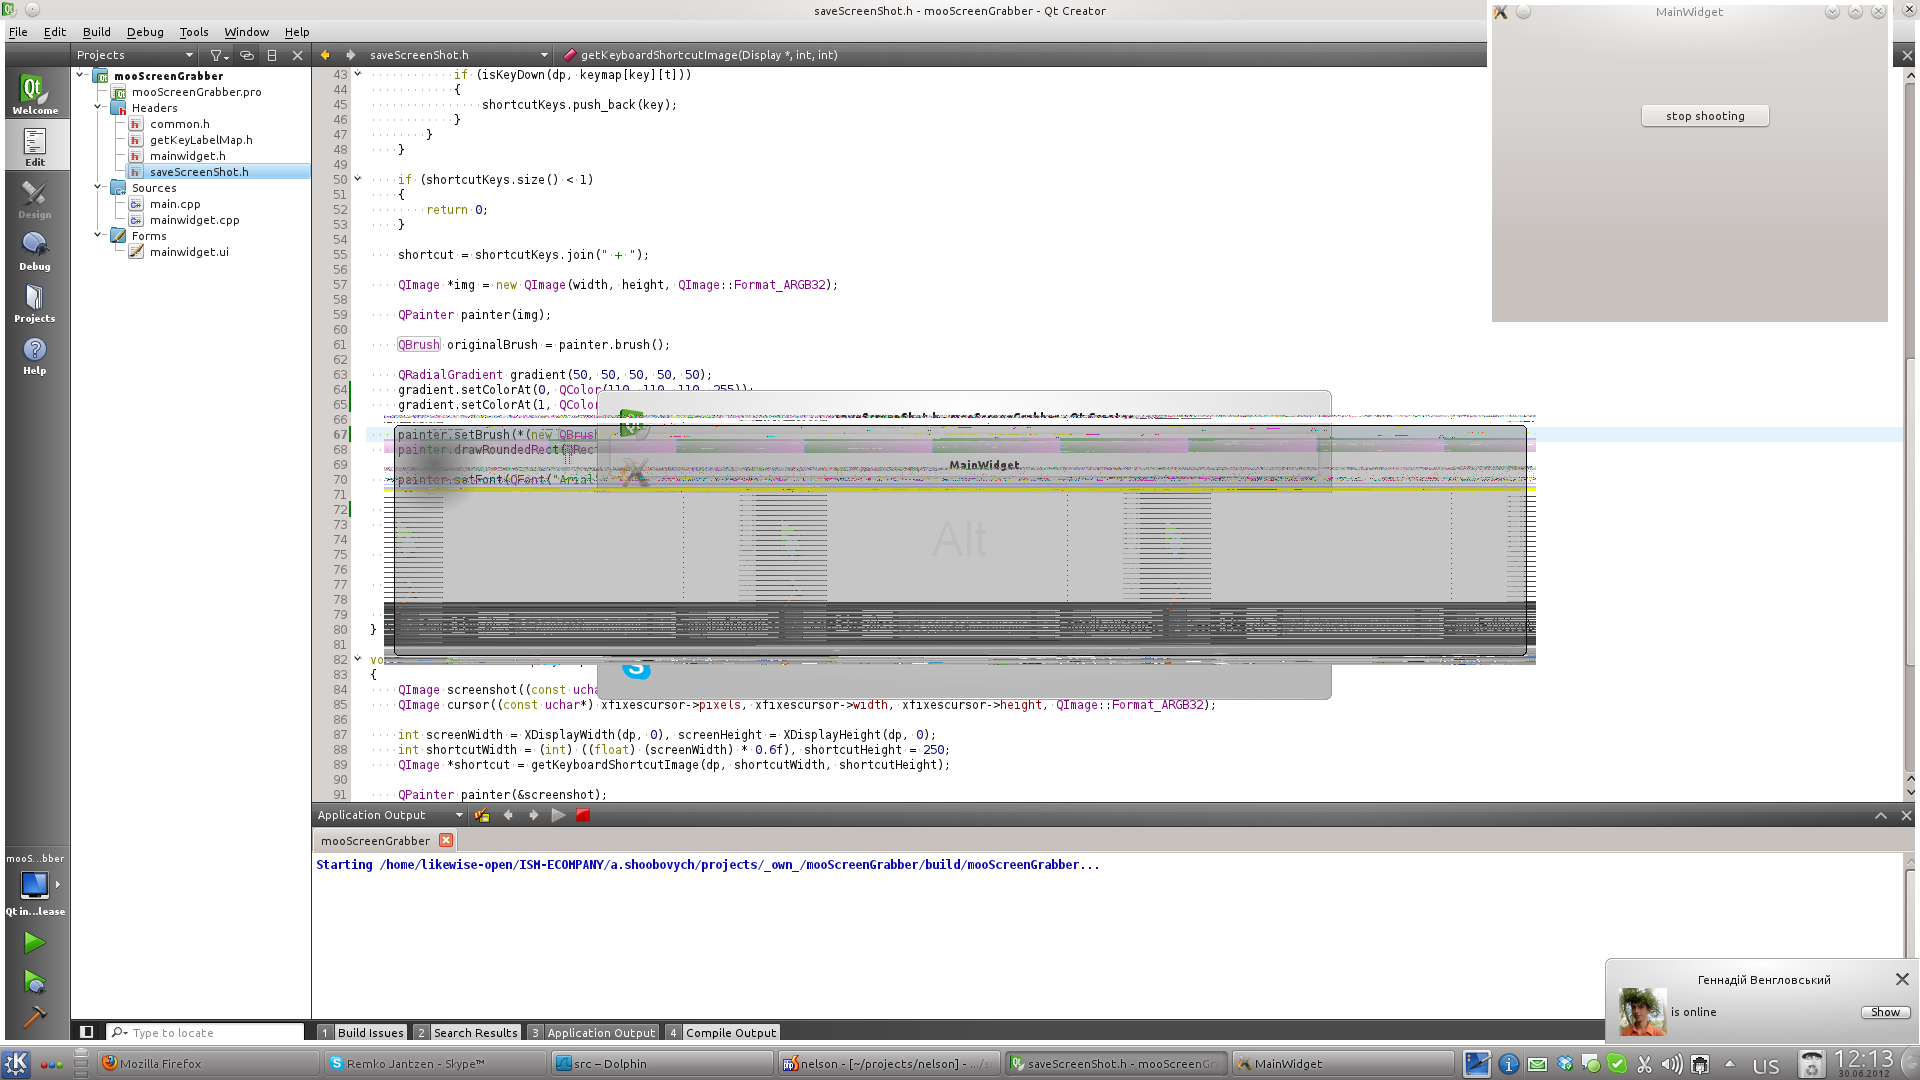 saveScreenShot.h - mooScreenGrabber - Qt Creator
MainWidget
File Edit View Build Debug Tools Window Help
Projects
saveScreenShot.h
getKeyboardShortcutImage(Display *, int, int)
stop shooting
Welcome
Edit
Design
Debug
Projects
Help
mooScreenGrabber
mooScreenGrabber.pro
Headers
common.h
getKeyLabelMap.h
mainwidget.h
saveScreenShot.h
Sources
main.cpp
mainwidget.cpp
Forms
mainwidget.ui
43 if (isKeyDown(dp, keymap[key][t]))
44 {
45 shortcutKeys.push_back(key);
46 }
47 }
48 }
49
50 if (shortcutKeys.size() < 1)
51 {
52 return 0;
53 }
54
55 shortcut = shortcutKeys.join(" + ");
56
57 QImage *img = new QImage(width, height, QImage::Format_ARGB32);
58
59 QPainter painter(img);
60
61 QBrush originalBrush = painter.brush();
62
63 QRadialGradient gradient(50, 50, 50, 50, 50);
64 gradient.setColorAt(0, QColor(110, 110, 110, 255));
65 gradient.setColorAt(1, QColor
66
67 painter.setBrush(*(new QBrush
68 painter.drawRoundedRect(QRect
69
70 painter.setFont(QFont("Arial"
71
72
73
74
75
76
77
78
79
80 }
81
82 vo
83 {
84 QImage screenshot((const ucha
85 QImage cursor((const uchar*) xfixescursor->pixels, xfixescursor->width, xfixescursor->height, QImage::Format_ARGB32);
86
87 int screenWidth = XDisplayWidth(dp, 0), screenHeight = XDisplayHeight(dp, 0);
88 int shortcutWidth = (int) ((float) (screenWidth) * 0.6f), shortcutHeight = 250;
89 QImage *shortcut = getKeyboardShortcutImage(dp, shortcutWidth, shortcutHeight);
90
91 QPainter painter(&screenshot);
MainWidget
Alt
Application Output
mooScreenGrabber
Starting /home/likewise-open/ISM-ECOMPANY/a.shoobovych/projects/_own_/mooScreenGrabber/build/mooScreenGrabber...
mooS...bber
Qt in...lease
Type to locate
1 Build Issues 2 Search Results 3 Application Output 4 Compile Output
Геннадій Венгловський
is online
Show
Mozilla Firefox
Remko Jantzen - Skype™
src – Dolphin
nelson - [~/projects/nelson] - .../s
saveScreenShot.h - mooScreenGr
MainWidget
US
12:13
30.06.2012